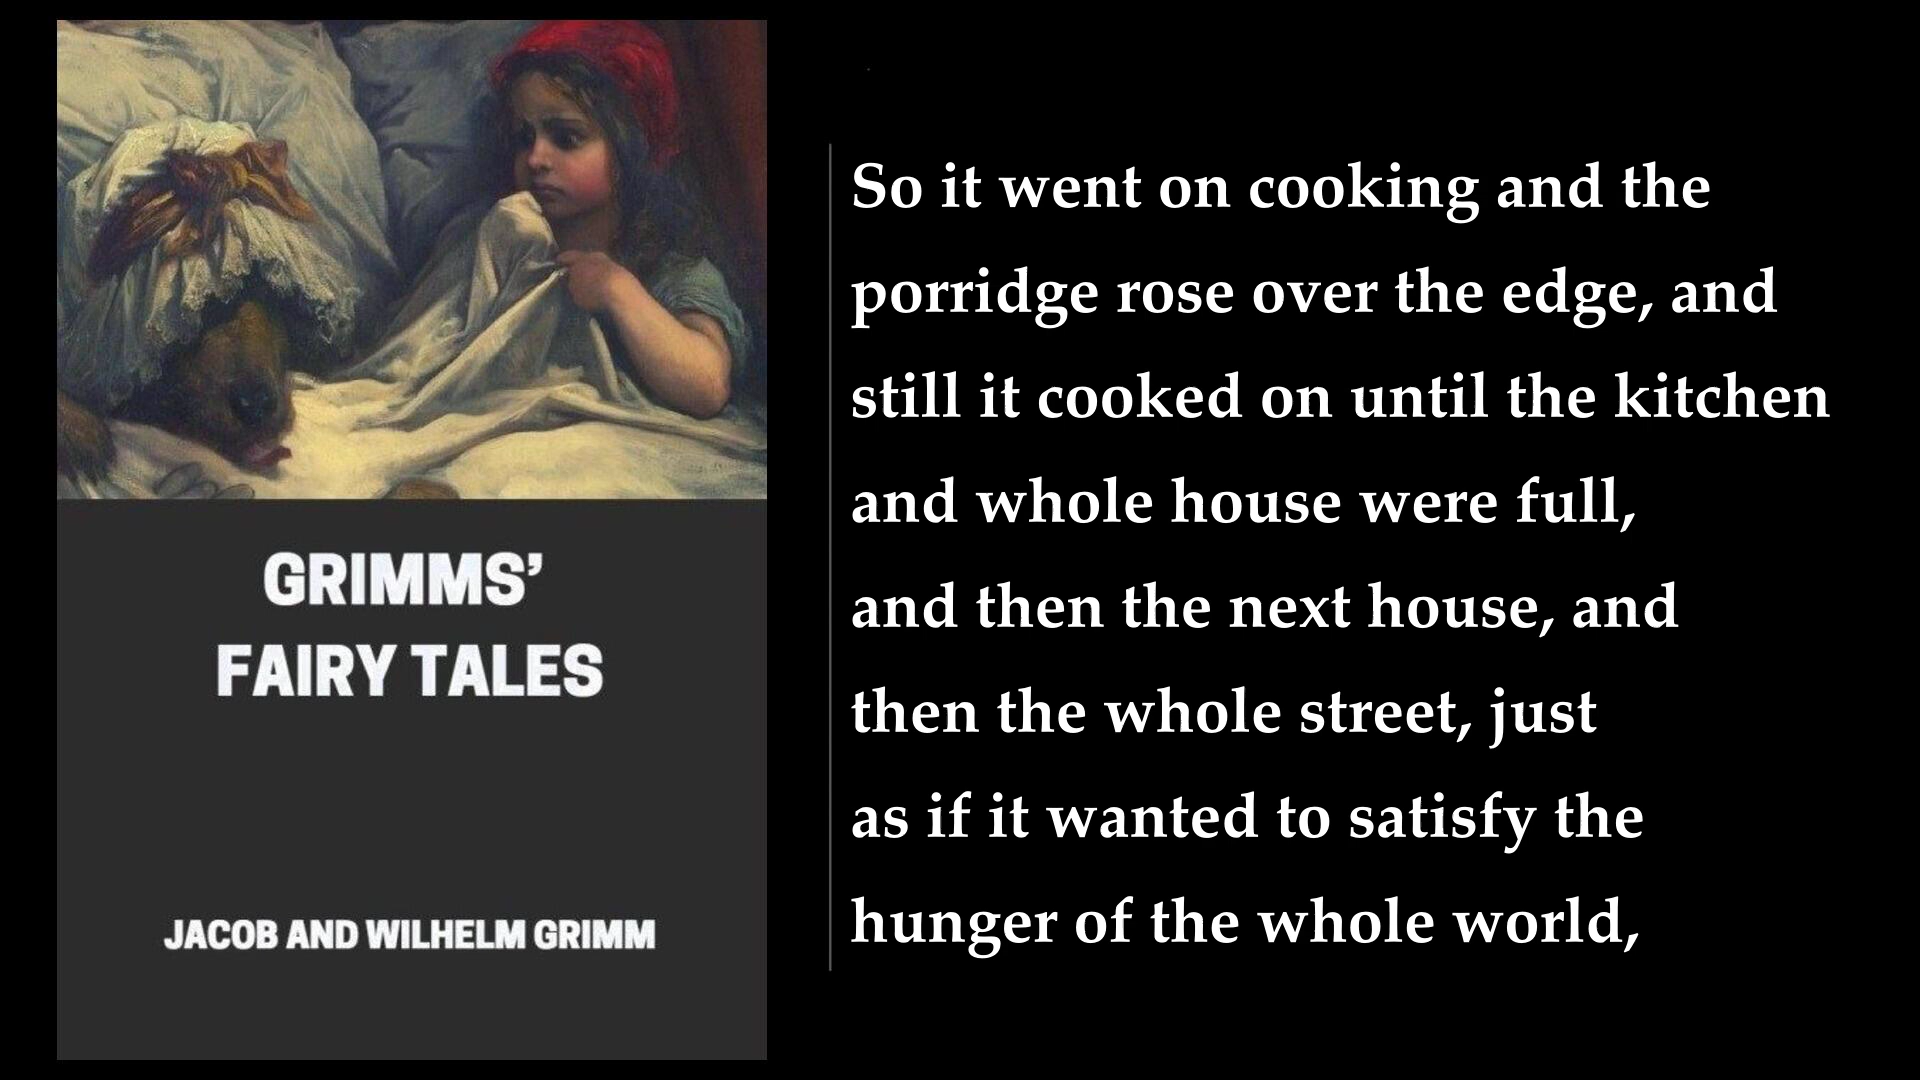 GRIMMS’
FAIRY TALES
JACOB AND WILHELM GRIMM
So it went on cooking and the
porridge rose over the edge, and
still it cooked on until the kitchen
and whole house were full,
and then the next house, and
then the whole street, just
as if it wanted to satisfy the
hunger of the whole world,